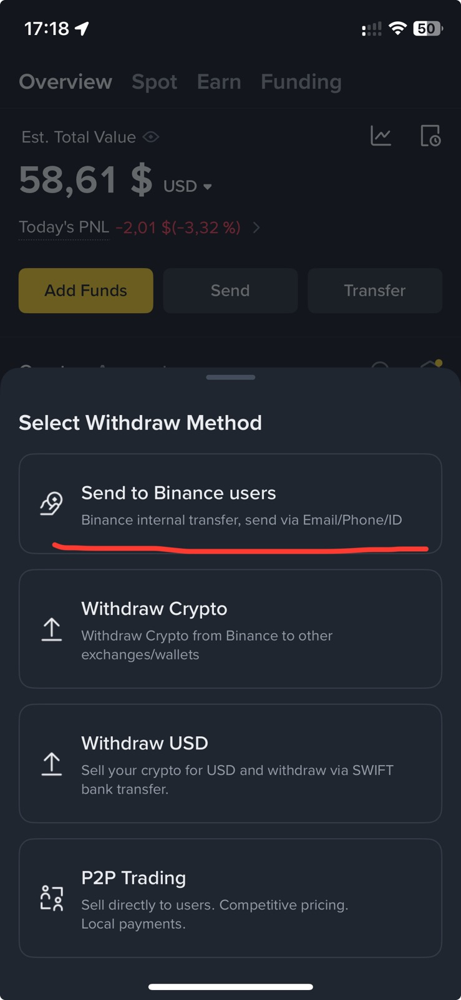 17:18
50
Overview Spot Earn Funding
Est. Total Value
58,61 $ USD
Today's PNL -2,01 $(-3,32 %)
Add Funds Send Transfer
Select Withdraw Method
Send to Binance users
Binance internal transfer, send via Email/Phone/ID
Withdraw Crypto
Withdraw Crypto from Binance to other
exchanges/wallets
Withdraw USD
Sell your crypto for USD and withdraw via SWIFT
bank transfer.
P2P Trading
Sell directly to users. Competitive pricing.
Local payments.